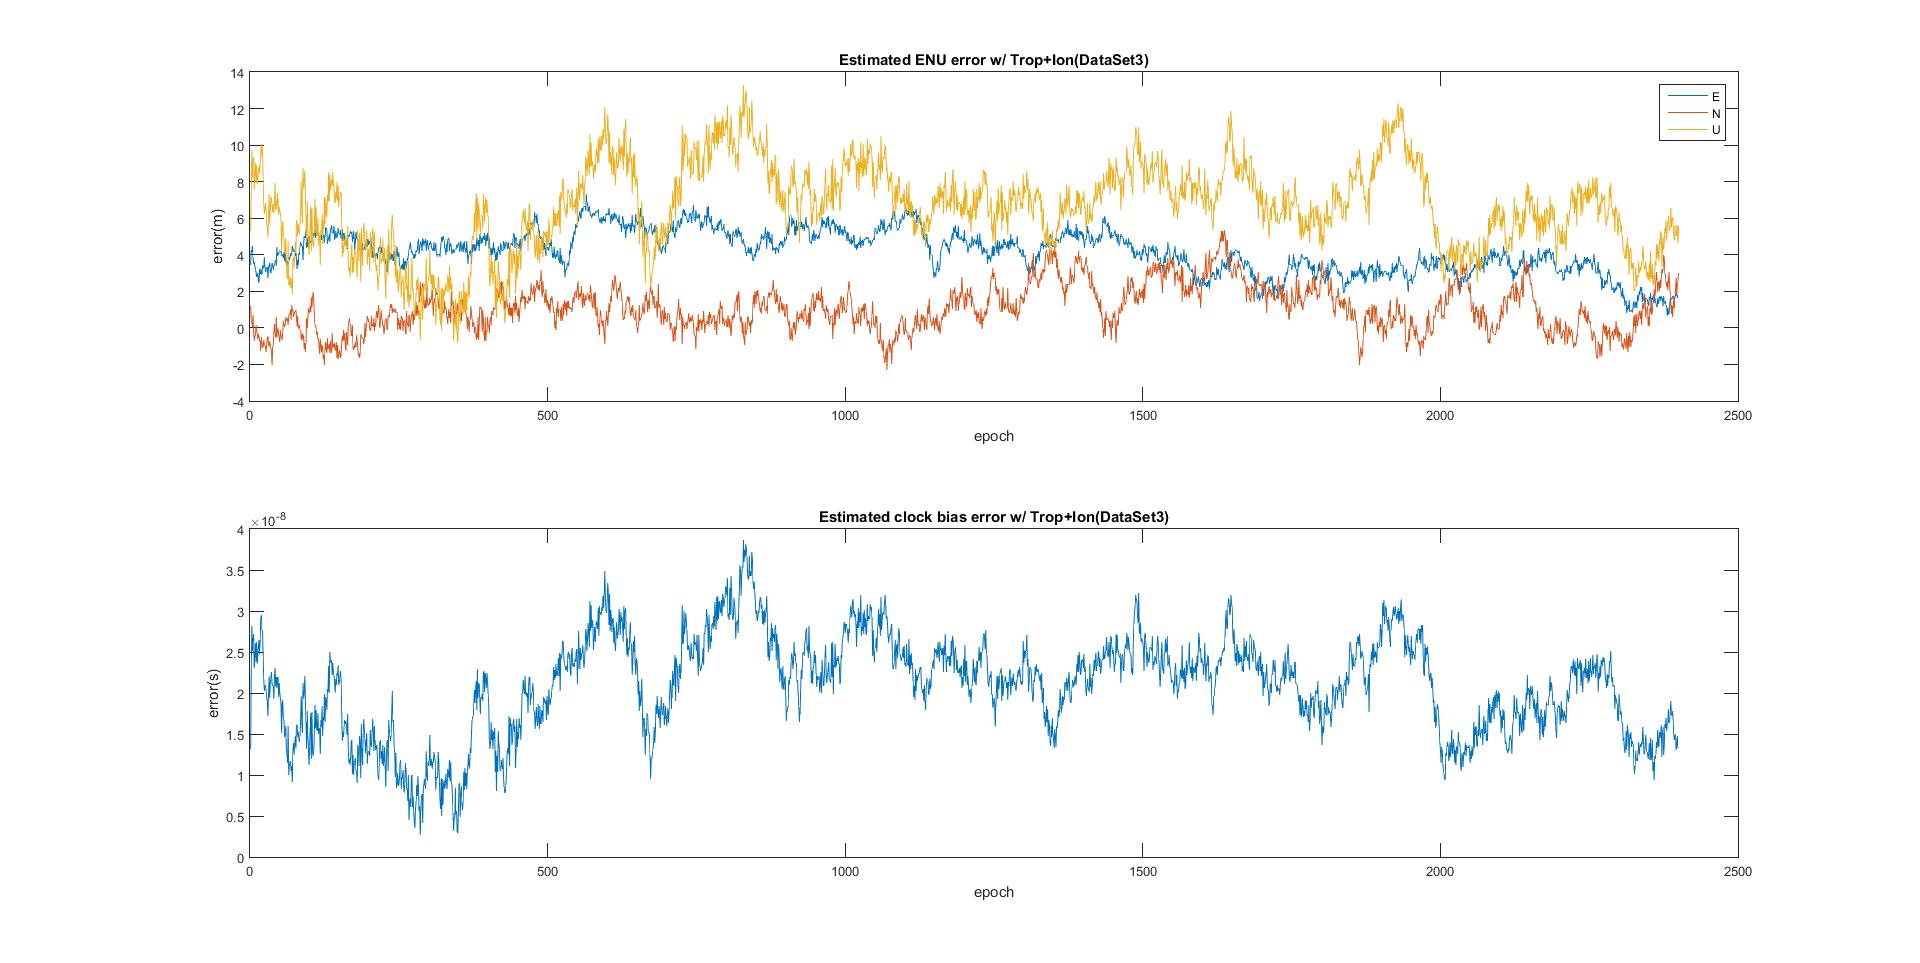 Estimated ENU error w/ Trop+Ion(DataSet3)
14
12
10
8
6
4
2
0
-2
-4
error(m)
E
N
U
0 500 1000 1500 2000 2500
epoch
Estimated clock bias error w/ Trop+Ion(DataSet3)
×10-8
4
3.5
3
2.5
2
1.5
1
0.5
0
error(s)
0 500 1000 1500 2000 2500
epoch